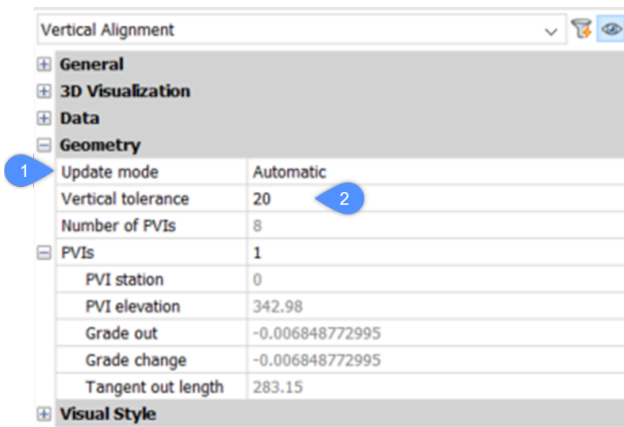 Vertical Alignment
General
3D Visualization
Data
Geometry
1 Update mode Automatic
Vertical tolerance 20 2
Number of PVIs 8
PVIs 1
PVI station 0
PVI elevation 342.98
Grade out -0.006848772995
Grade change -0.006848772995
Tangent out length 283.15
Visual Style